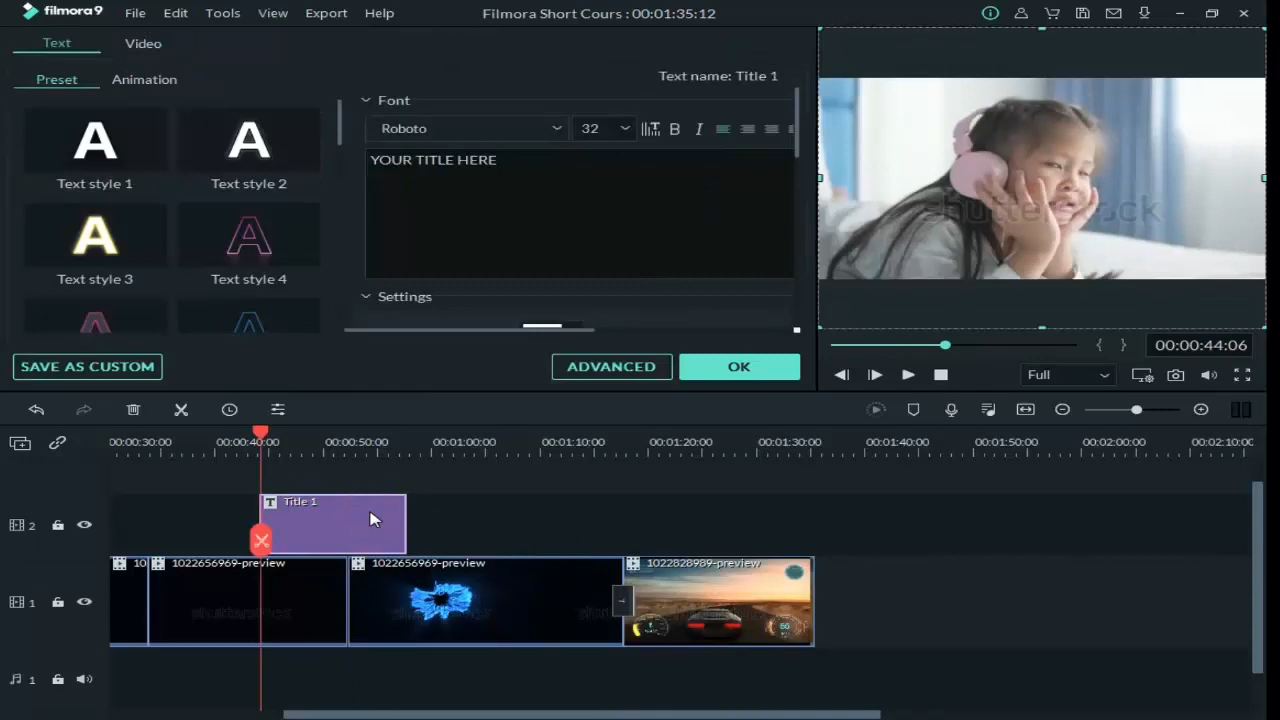 filmora9 File Edit Tools View Export Help Filmora Short Cours : 00:01:35:12
Text Video
Preset Animation
Text name: Title 1
Font
Roboto 32 T B I
YOUR TITLE HERE
A A
Text style 1 Text style 2
A A
Text style 3 Text style 4
A A
Settings
shutterstock
SAVE AS CUSTOM ADVANCED OK
{ } 00:00:44:06
Full
00:00:30:00 00:00:40:00 00:00:50:00 00:01:00:00 00:01:10:00 00:01:20:00 00:01:30:00 00:01:40:00 00:01:50:00 00:02:00:00 00:02:10:00
T Title 1
2
10 1022656969-preview 1022656969-preview 1022828989-preview
1
shutterstock
1